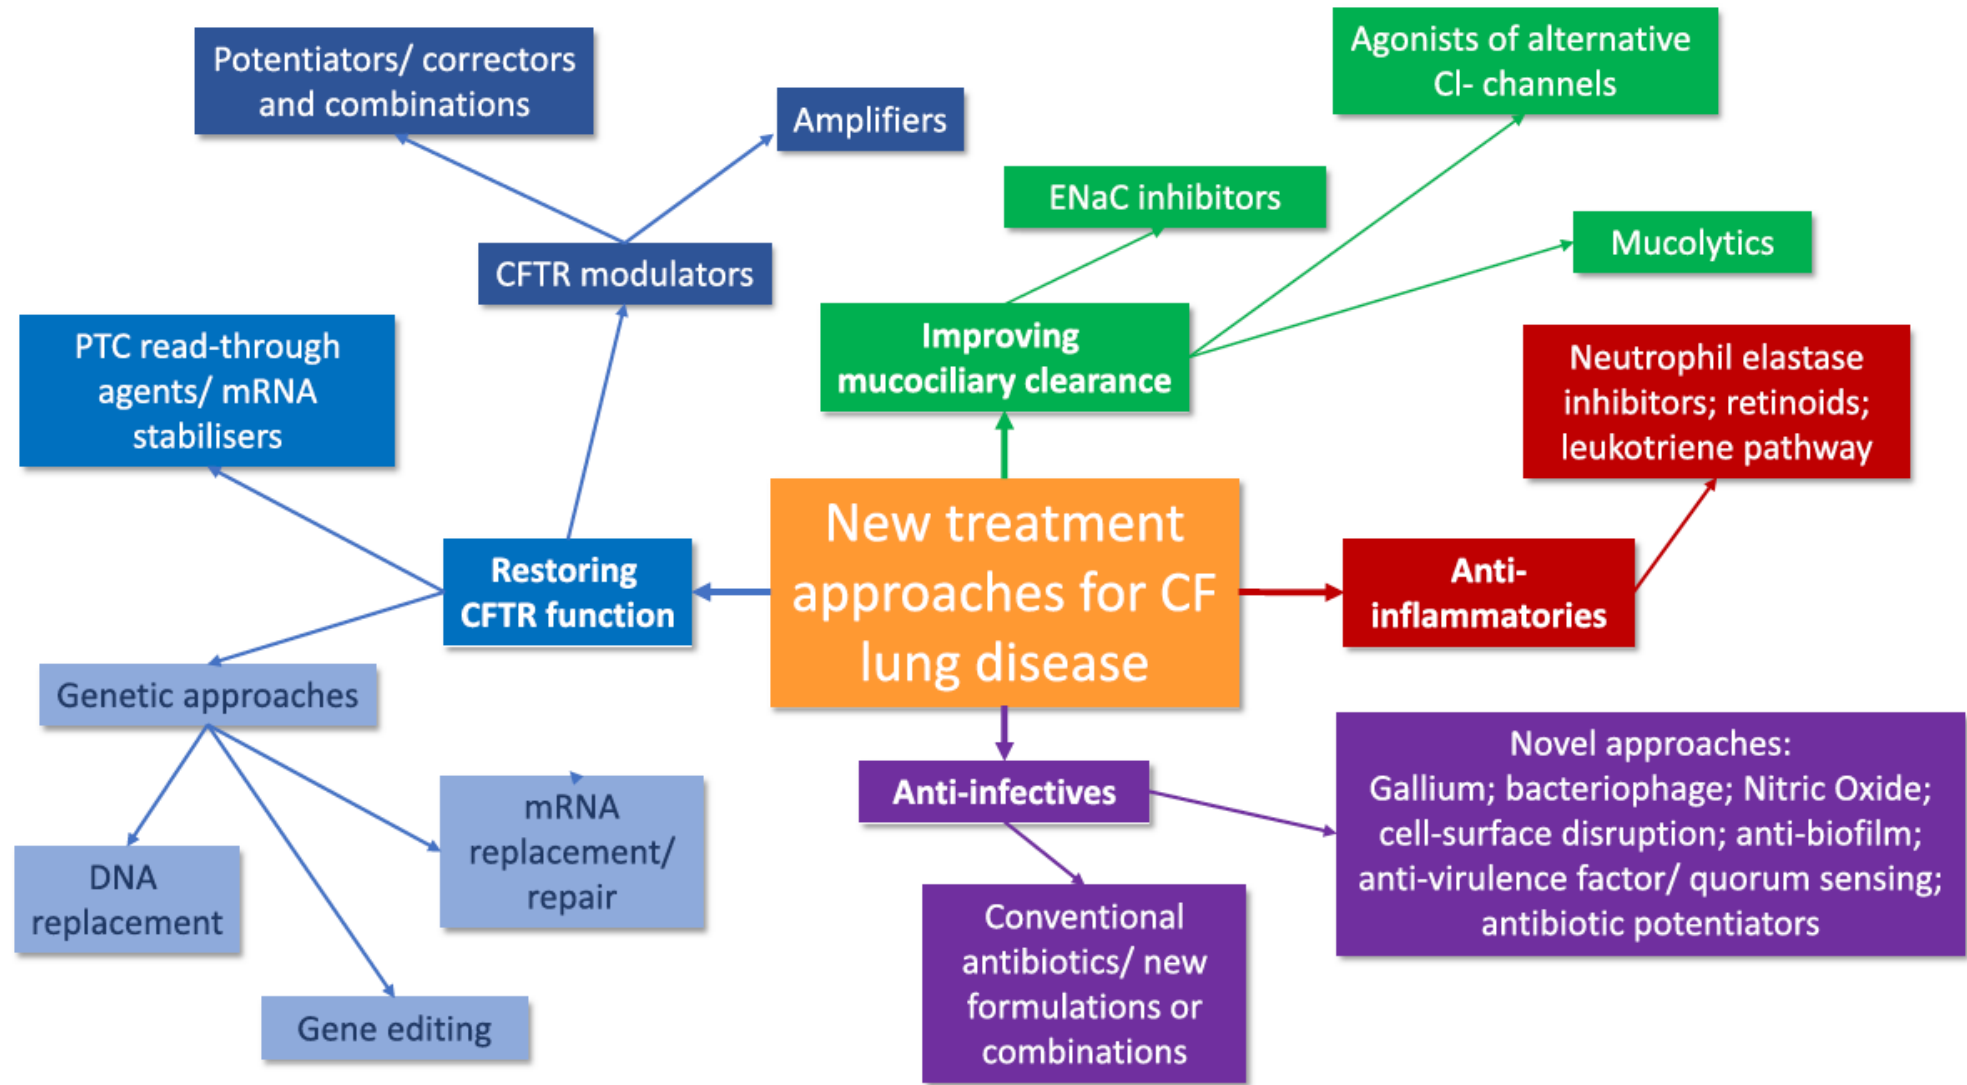 Potentiators/ correctors
and combinations
Amplifiers
Agonists of alternative
Cl- channels
ENaC inhibitors
Mucolytics
CFTR modulators
PTC read-through
agents/ mRNA
stabilisers
Improving
mucociliary clearance
Neutrophil elastase
inhibitors; retinoids;
leukotriene pathway
New treatment
approaches for CF
lung disease
Restoring
CFTR function
Anti-
inflammatories
Genetic approaches
DNA
replacement
mRNA
replacement/
repair
Gene editing
Anti-infectives
Novel approaches:
Gallium; bacteriophage; Nitric Oxide;
cell-surface disruption; anti-biofilm;
anti-virulence factor/ quorum sensing;
antibiotic potentiators
Conventional
antibiotics/ new
formulations or
combinations